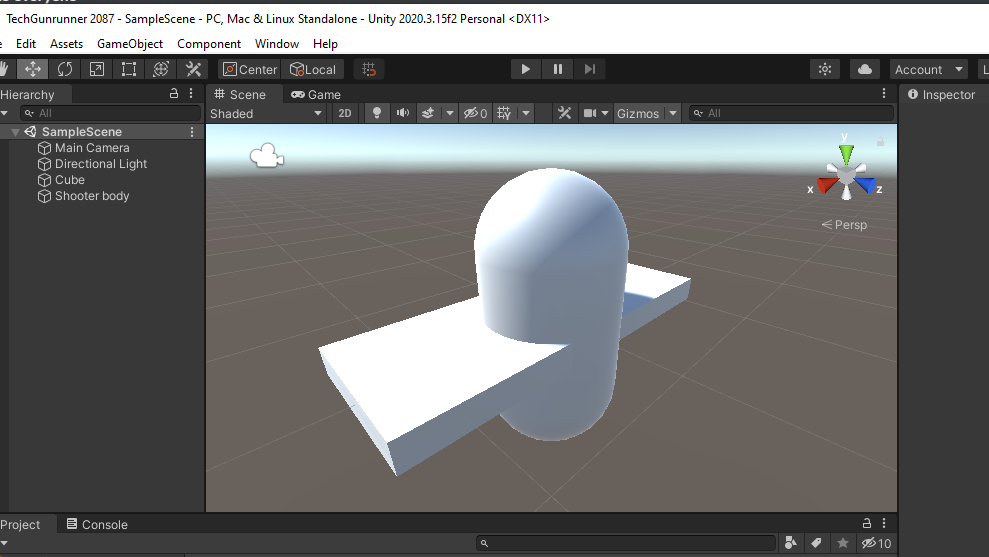 TechGunrunner 2087 - SampleScene - PC, Mac & Linux Standalone - Unity 2020.3.15f2 Personal <DX11>
e Edit Assets GameObject Component Window Help
Center Local Account L
Hierarchy Scene Game Inspector
All Shaded 2D 0 Gizmos All
SampleScene
Main Camera
Directional Light
Cube
Shooter body
y
x z
Persp
Project Console
10